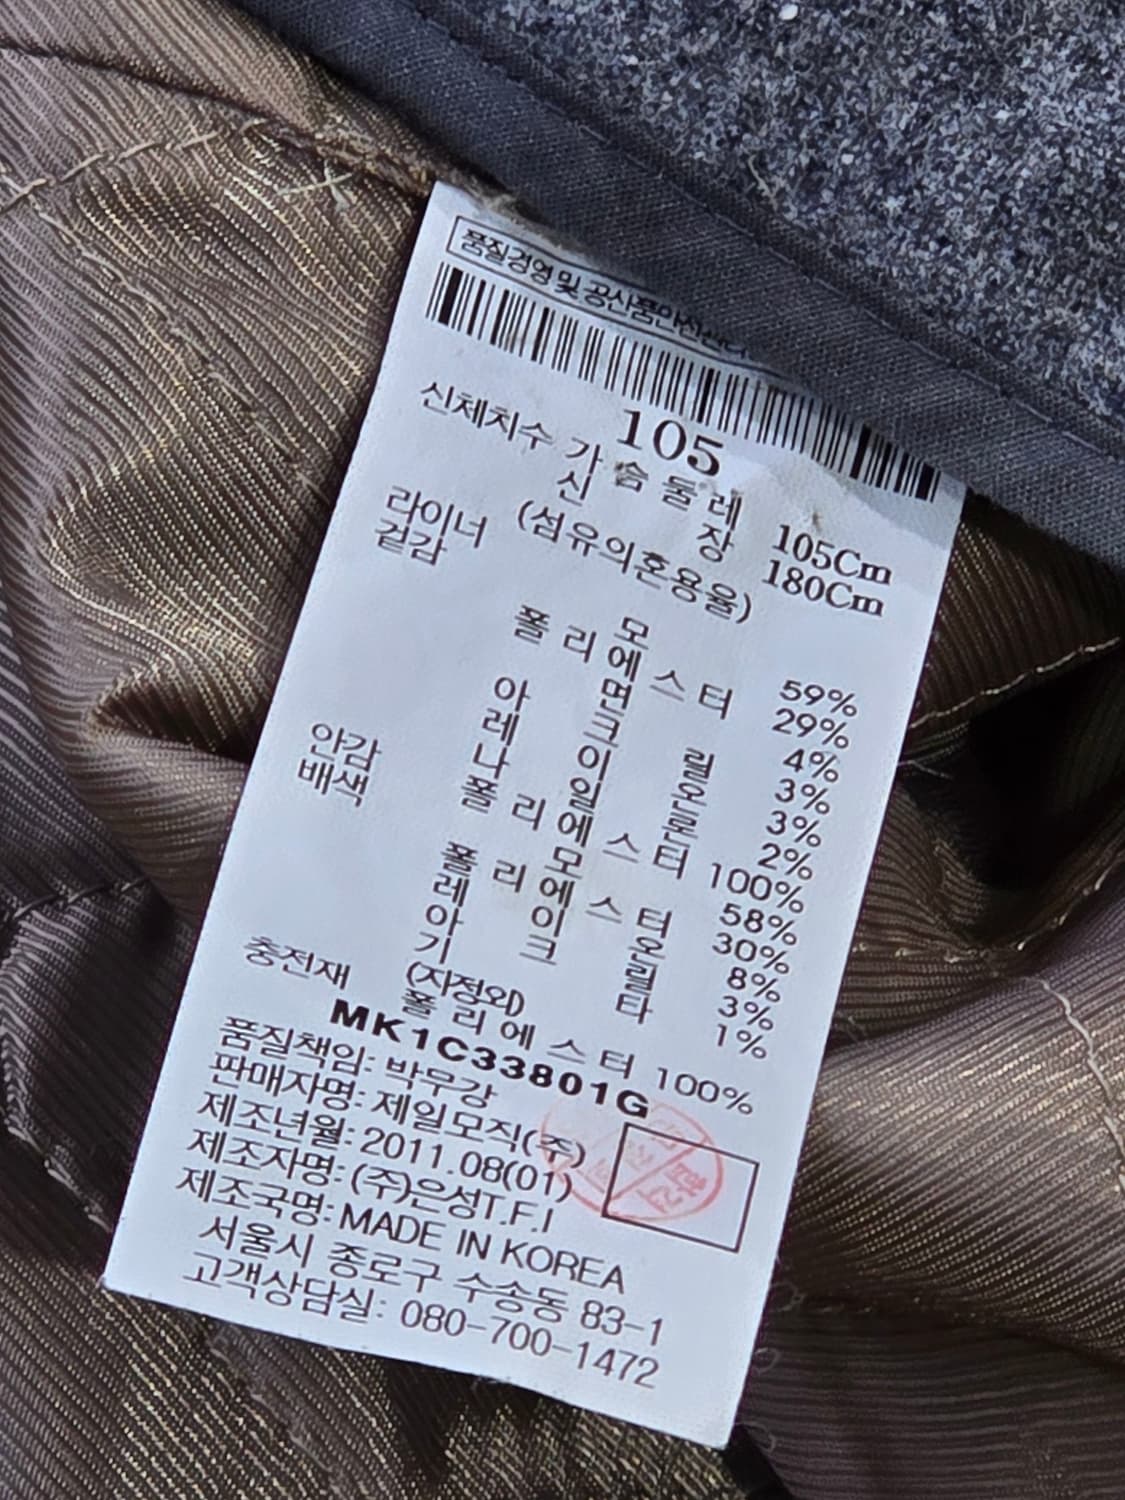 품질경영 및 공산품안전관리
105
신체치수 가슴둘레 105Cm
신장 180Cm
라이너 (섬유의혼용율)
겉감
모 59%
폴리에스터 29%
면 4%
아크릴 3%
레이온 3%
나일론 2%
안감 폴리에스터 100%
배색 모 58%
폴리에스터 30%
레이온 8%
아크릴 3%
기타 1%
충전재 (지정외)
폴리에스터 100%
MK1C33801G
품질책임: 박무강
판매자명: 제일모직(주)
제조년월: 2011.08(01)
제조자명: (주)은성T.F.I
제조국명: MADE IN KOREA
서울시 종로구 수송동 83-1
고객상담실: 080-700-1472